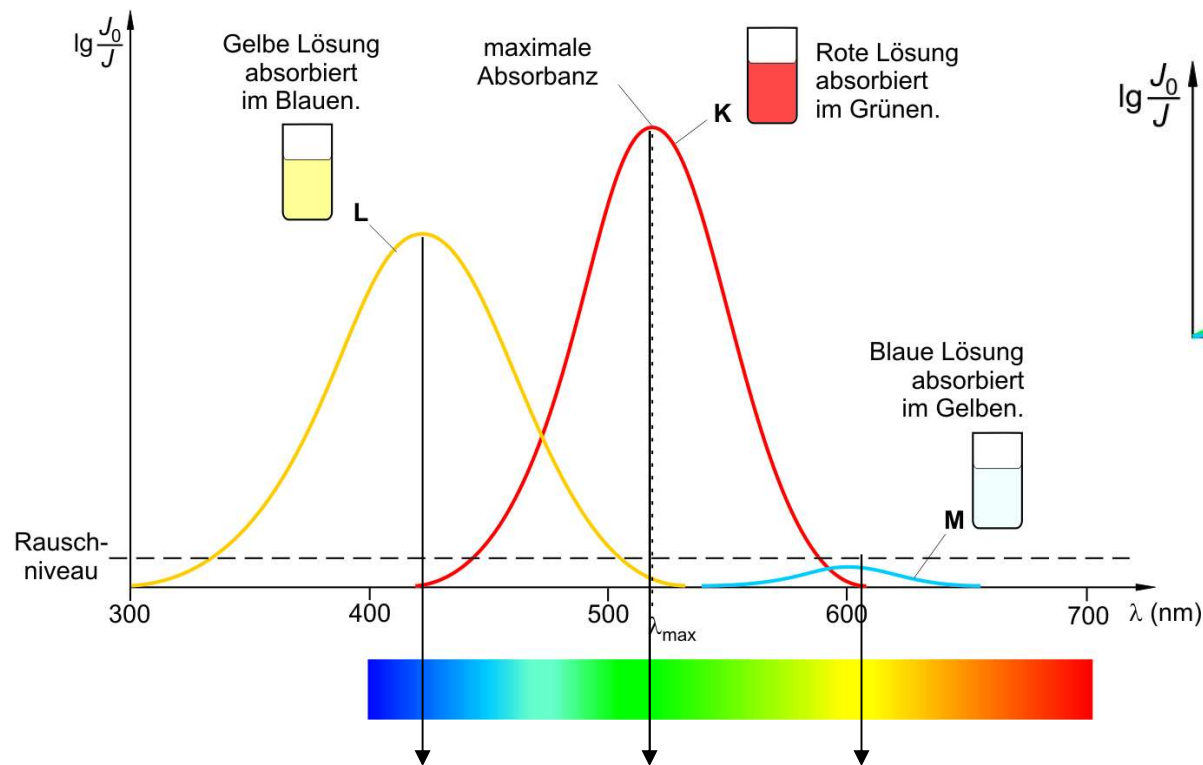 lg J₀/J
Gelbe Lösung
absorbiert
im Blauen.
L
maximale
Absorbanz
K
Rote Lösung
absorbiert
im Grünen.
lg J₀/J
Blaue Lösung
absorbiert
im Gelben.
M
Rausch-
niveau
300 400 500 λmax 600 700 λ (nm)